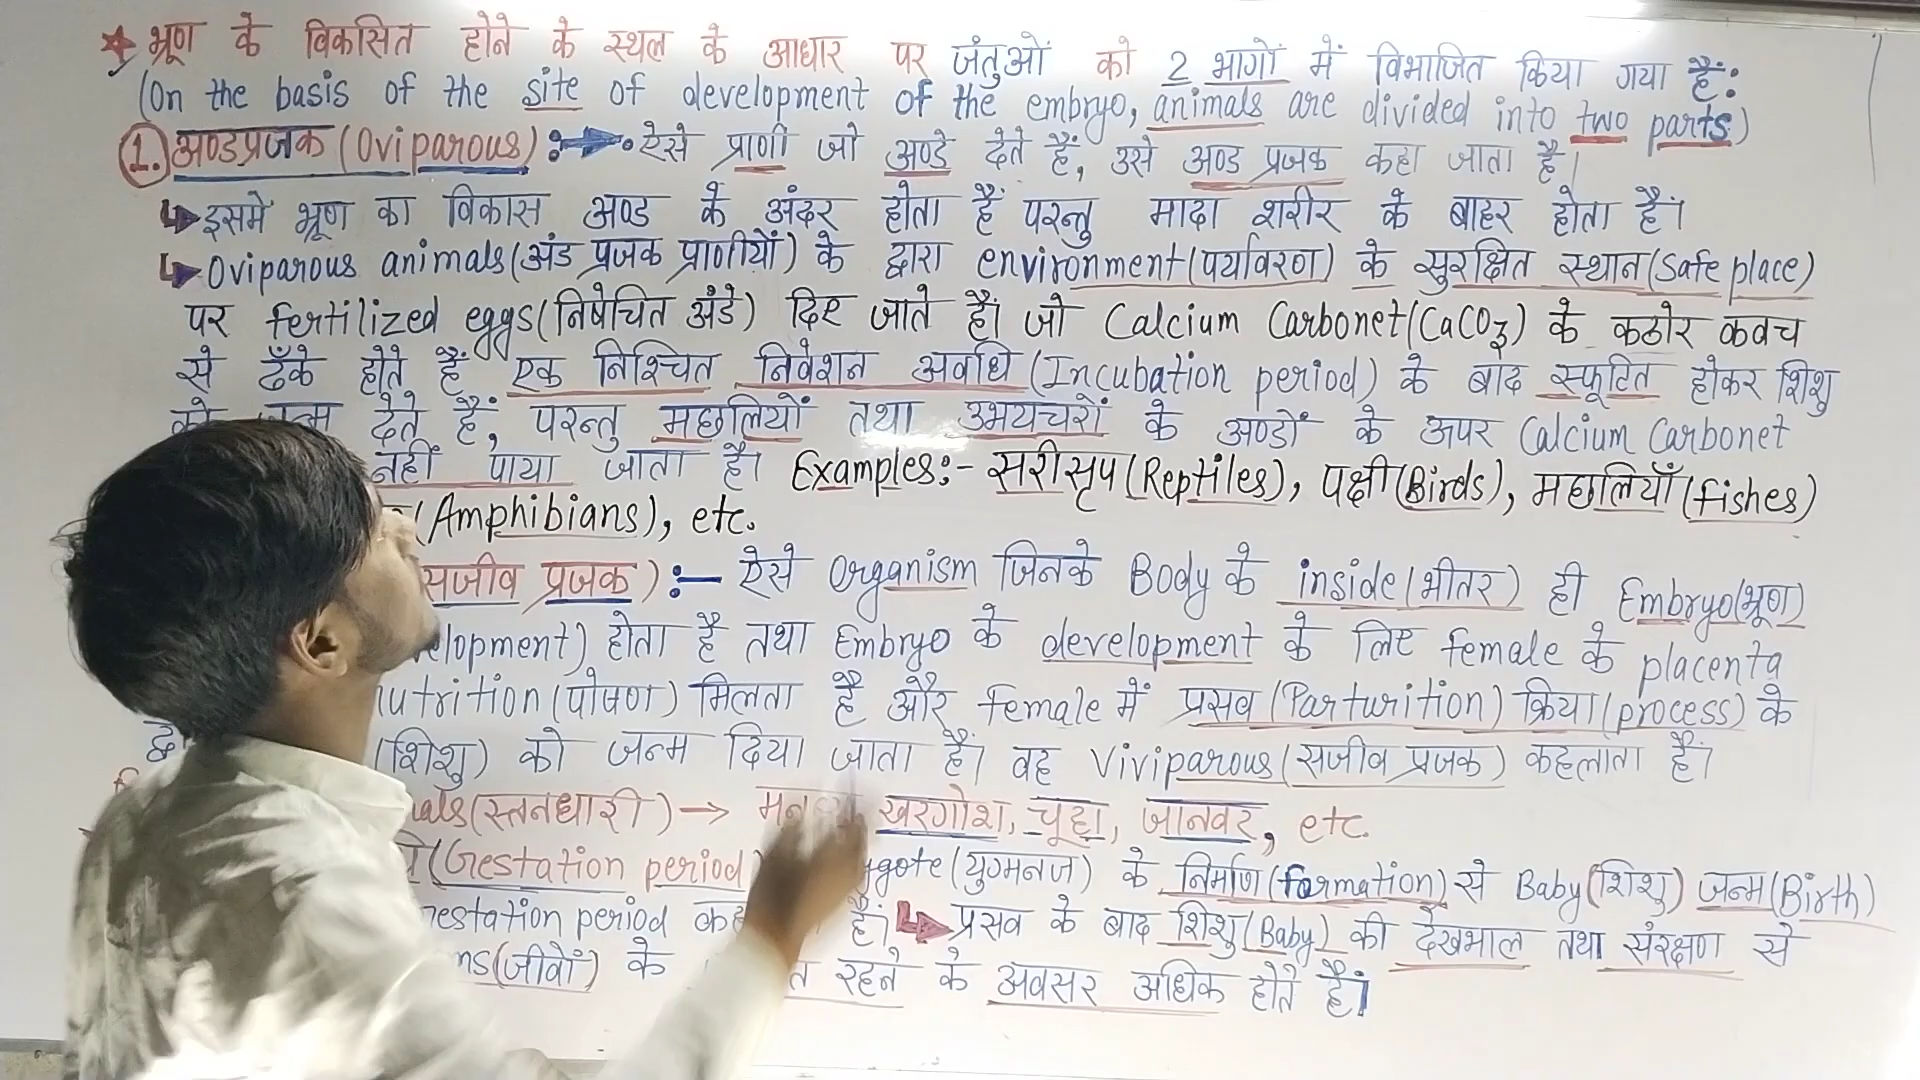 भ्रूण के विकसित होने के स्थल के आधार पर जंतुओं को 2 भागों में विभाजित किया गया है:
(On the basis of the site of development of the embryo, animals are divided into two parts)
1. अण्डप्रजक (Oviparous) :→ • ऐसे प्राणी जो अण्डे देते हैं, उसे अण्ड प्रजक कहा जाता है।
↳ इसमें भ्रूण का विकास अण्ड के अंदर होता है परन्तु मादा शरीर के बाहर होता है।
↳ Oviparous animals (अंड प्रजक प्राणीयों) के द्वारा environment (पर्यावरण) के सुरक्षित स्थान (Safe place)
पर fertilized eggs (निषेचित अंडे) दिए जाते हैं। जो Calcium Carbonet (CaCO3) के कठोर कवच
से ढँके होते हैं एक निश्चित निवेशन अवधि (Incubation period) के बाद स्फूटित होकर शिशु
को देते हैं, परन्तु मछलियों तथा उभयचरों के अण्डों के ऊपर Calcium Carbonet
नहीं पाया जाता है। Examples:- सरीसृप (Reptiles), पक्षी (Birds), मछलियाँ (fishes)
(Amphibians), etc.
सजीव प्रजक) :- ऐसे Organism जिनके Body के inside (भीतर) ही Embryo (भ्रूण)
होता है तथा Embryo के development के लिए female के placenta
(पोषण) मिलता है और female में प्रसव (Parturition) क्रिया (process) के
(शिशु) को जन्म दिया जाता है। वह Viviparous (सजीव प्रजक) कहलाता है।
(स्तनधारी) → खरगोश, चूहा, जानवर, etc.
(Gestation period) (युग्मनज) के निर्माण (formation) से Baby (शिशु) जन्म (Birth)
period है। ↳ प्रसव के बाद शिशु (Baby) की देखभाल तथा संरक्षण से
(जीवों) के रहने के अवसर अधिक होते है।